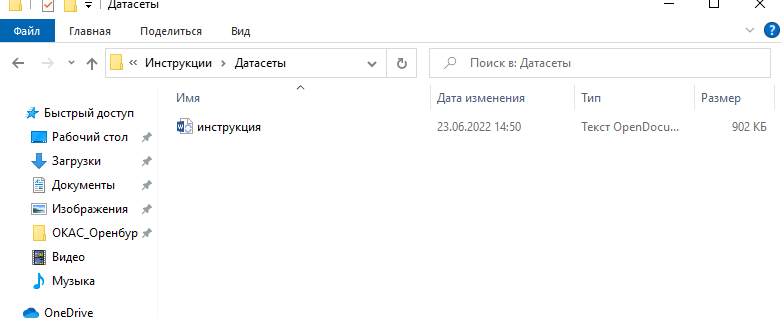 Датасеты
Файл Главная Поделиться Вид
Инструкции Датасеты Поиск в: Датасеты
Имя Дата изменения Тип Размер
Быстрый доступ
инструкция 23.06.2022 14:50 Текст OpenDocu... 902 КБ
Рабочий стол
Загрузки
Документы
Изображения
ОКАС_Оренбур
Видео
Музыка
OneDrive